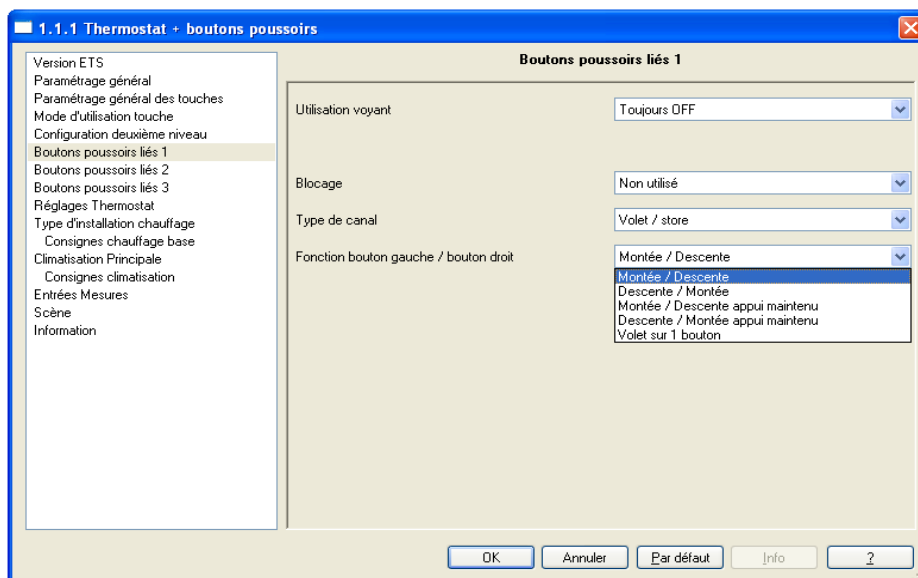 1.1.1 Thermostat + boutons poussoirs
Version ETS
Paramétrage général
Paramétrage général des touches
Mode d'utilisation touche
Configuration deuxième niveau
Boutons poussoirs liés 1
Boutons poussoirs liés 2
Boutons poussoirs liés 3
Réglages Thermostat
Type d'installation chauffage
Consignes chauffage base
Climatisation Principale
Consignes climatisation
Entrées Mesures
Scène
Information
Boutons poussoirs liés 1
Utilisation voyant
Toujours OFF
Blocage
Non utilisé
Type de canal
Volet / store
Fonction bouton gauche / bouton droit
Montée / Descente
Montée / Descente
Descente / Montée
Montée / Descente appui maintenu
Descente / Montée appui maintenu
Volet sur 1 bouton
OK
Annuler
Par défaut
Info
?